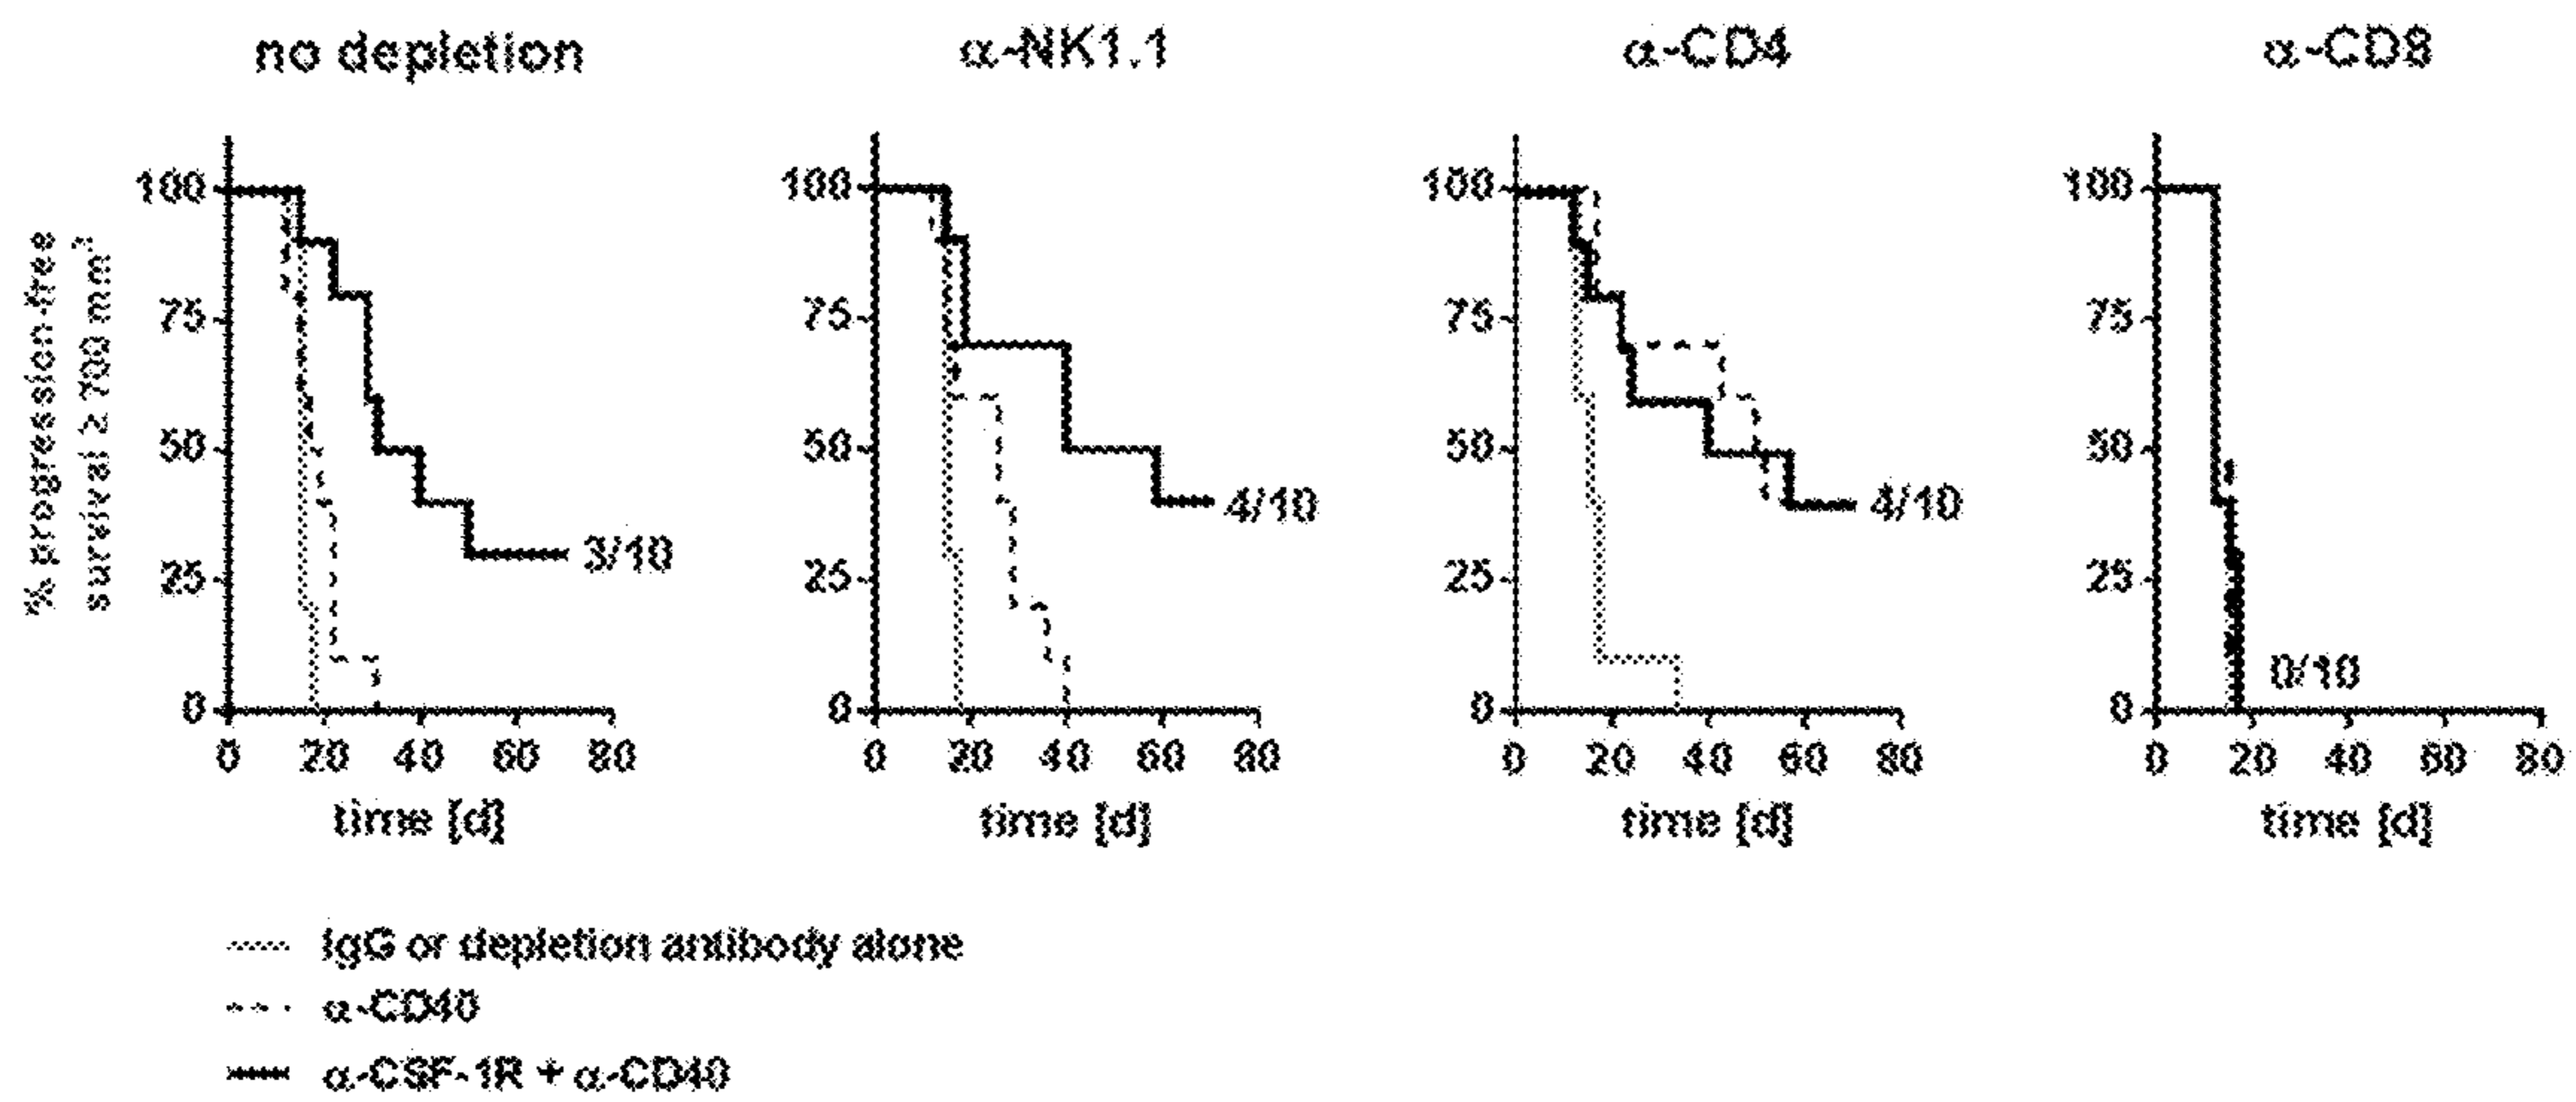 no depletion
α-NK1.1
α-CD4
α-CD8
% progression-free
survival ≥ 700 mm³
100
75
50
25
0
0 20 40 60 80
time [d]
3/10
100
75
50
25
0
0 20 40 60 80
time [d]
4/10
100
75
50
25
0
0 20 40 60 80
time [d]
4/10
100
75
50
25
0
0 20 40 60 80
time [d]
0/10
IgG or depletion antibody alone
α-CD40
α-CSF-1R + α-CD40